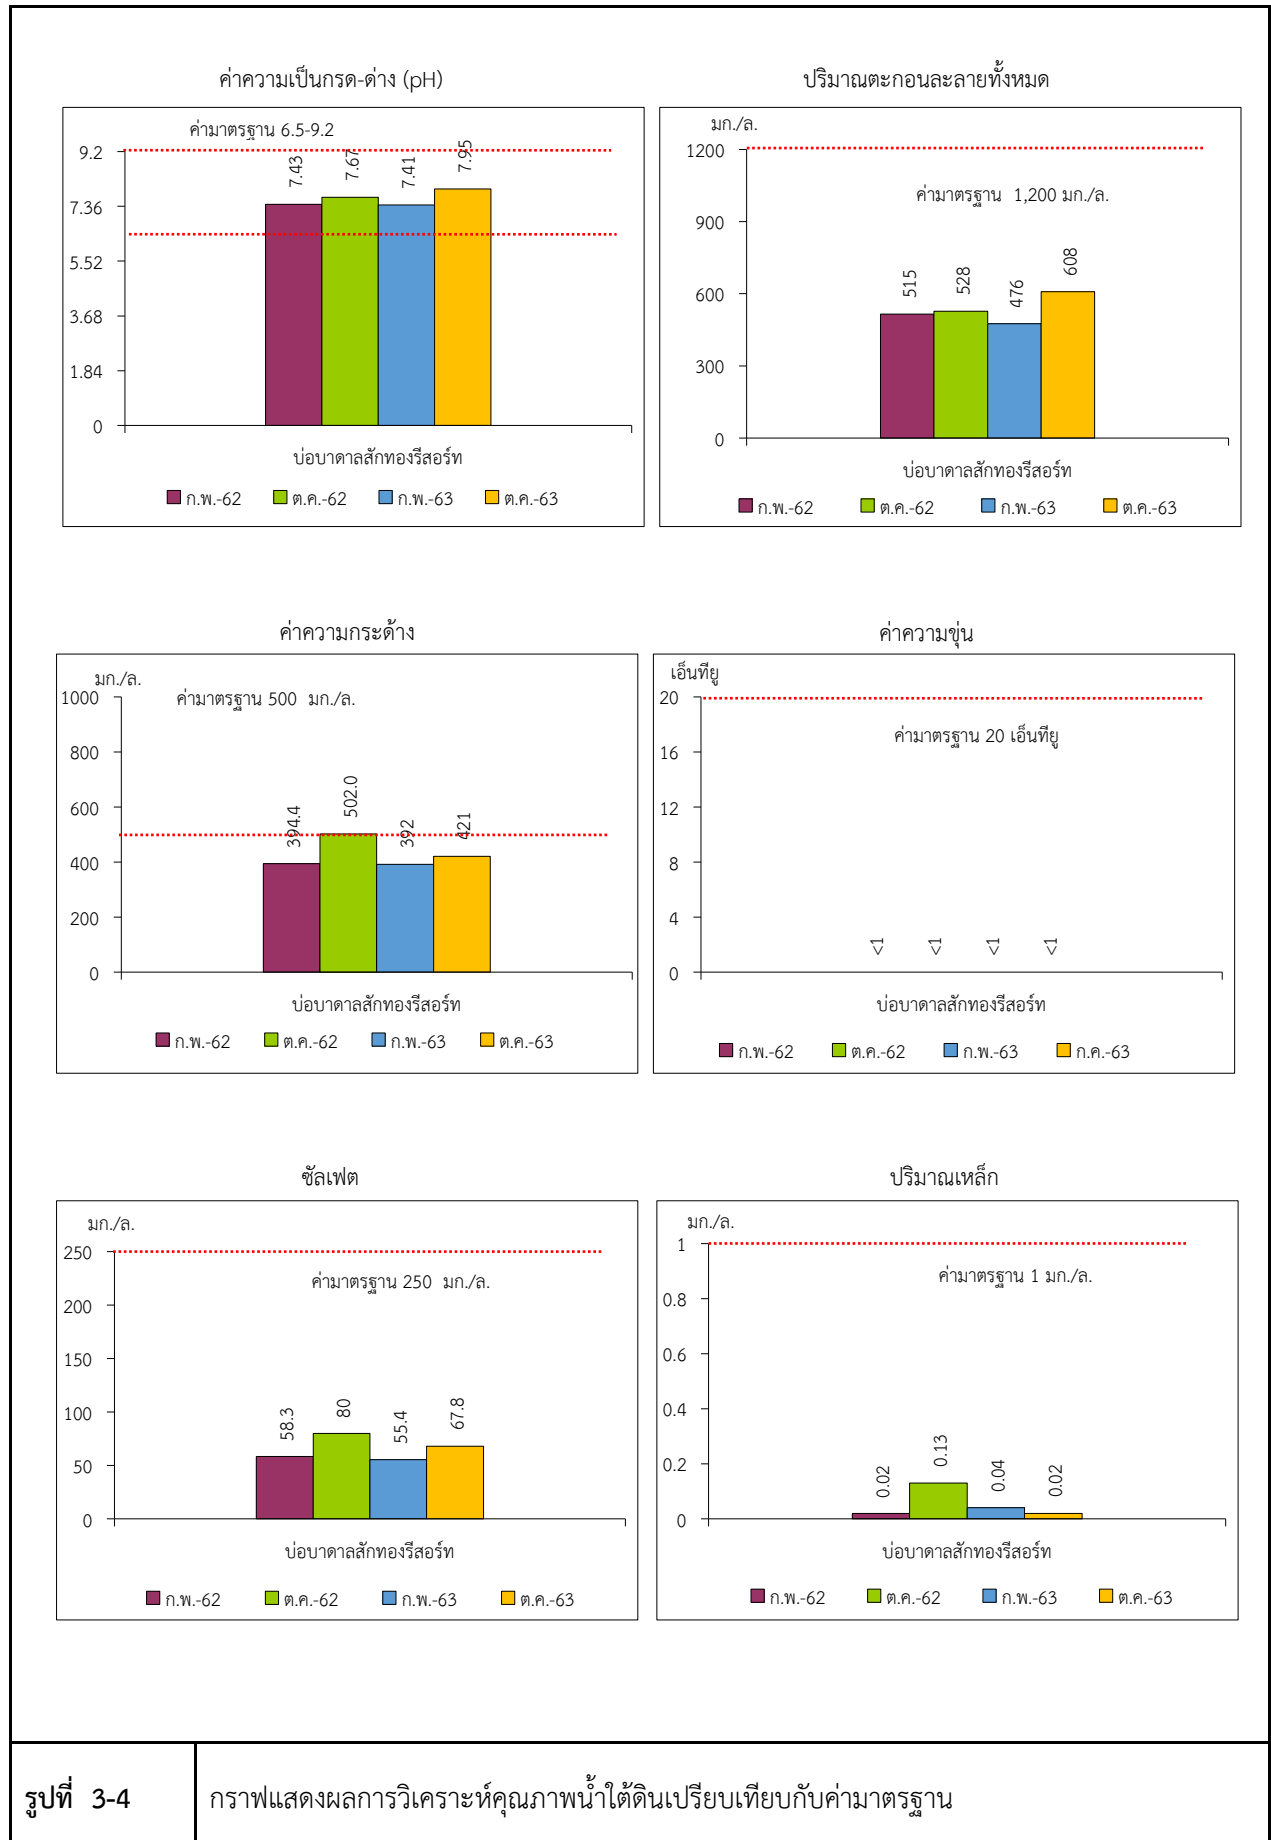 ค่าความเป็นกรด-ด่าง (pH)
ค่ามาตรฐาน 6.5-9.2
9.2
7.36
5.52
3.68
1.84
0
7.43
7.67
7.41
7.95
บ่อบาดาลสักทองรีสอร์ท
ก.พ.-62 ต.ค.-62 ก.พ.-63 ต.ค.-63
ปริมาณตะกอนละลายทั้งหมด
มก./ล.
1200
900
600
300
0
ค่ามาตรฐาน 1,200 มก./ล.
515
528
476
608
บ่อบาดาลสักทองรีสอร์ท
ก.พ.-62 ต.ค.-62 ก.พ.-63 ต.ค.-63
ค่าความกระด้าง
มก./ล.
ค่ามาตรฐาน 500 มก./ล.
1000
800
600
400
200
0
394.4
502.0
392
421
บ่อบาดาลสักทองรีสอร์ท
ก.พ.-62 ต.ค.-62 ก.พ.-63 ต.ค.-63
ค่าความขุ่น
เอ็นทียู
20
16
12
8
4
0
ค่ามาตรฐาน 20 เอ็นทียู
<1
<1
<1
<1
บ่อบาดาลสักทองรีสอร์ท
ก.พ.-62 ต.ค.-62 ก.พ.-63 ก.ค.-63
ซัลเฟต
มก./ล.
250
200
150
100
50
0
ค่ามาตรฐาน 250 มก./ล.
58.3
80
55.4
67.8
บ่อบาดาลสักทองรีสอร์ท
ก.พ.-62 ต.ค.-62 ก.พ.-63 ต.ค.-63
ปริมาณเหล็ก
มก./ล.
1
0.8
0.6
0.4
0.2
0
ค่ามาตรฐาน 1 มก./ล.
0.02
0.13
0.04
0.02
บ่อบาดาลสักทองรีสอร์ท
ก.พ.-62 ต.ค.-62 ก.พ.-63 ต.ค.-63
รูปที่ 3-4
กราฟแสดงผลการวิเคราะห์คุณภาพน้ำใต้ดินเปรียบเทียบกับค่ามาตรฐาน